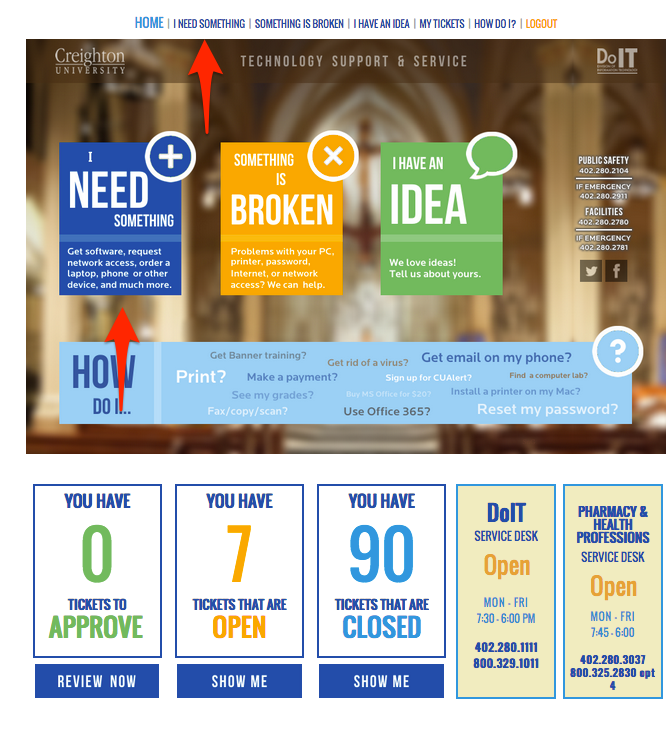 HOME | I NEED SOMETHING | SOMETHING IS BROKEN | I HAVE AN IDEA | MY TICKETS | HOW DO I? | LOGOUT
Creighton
UNIVERSITY
TECHNOLOGY SUPPORT & SERVICE
DoIT
I
NEED
SOMETHING
Get software, request
network access, order a
laptop, phone or other
device, and much more.
SOMETHING
IS
BROKEN
Problems with your PC,
printer, password,
Internet, or network
access? We can help.
I HAVE AN
IDEA
We love ideas!
Tell us about yours.
PUBLIC SAFETY
402.280.2104
IF EMERGENCY
402.280.2911
FACILITIES
402.280.2780
IF EMERGENCY
402.280.2781
HOW
DO I...
Get Banner training?
Get rid of a virus?
Get email on my phone?
?
Print?
Make a payment?
Sign up for CUAlert?
Find a computer lab?
See my grades?
Buy MS Office for $20?
Install a printer on my Mac?
Fax/copy/scan?
Use Office 365?
Reset my password?
YOU HAVE
0
TICKETS TO
APPROVE
REVIEW NOW
YOU HAVE
7
TICKETS THAT ARE
OPEN
SHOW ME
YOU HAVE
90
TICKETS THAT ARE
CLOSED
SHOW ME
DoIT
SERVICE DESK
Open
MON - FRI
7:30 - 6:00 PM
402.280.1111
800.329.1011
PHARMACY &
HEALTH
PROFESSIONS
SERVICE DESK
Open
MON - FRI
7:45 - 6:00
402.280.3037
800.325.2830 opt
4